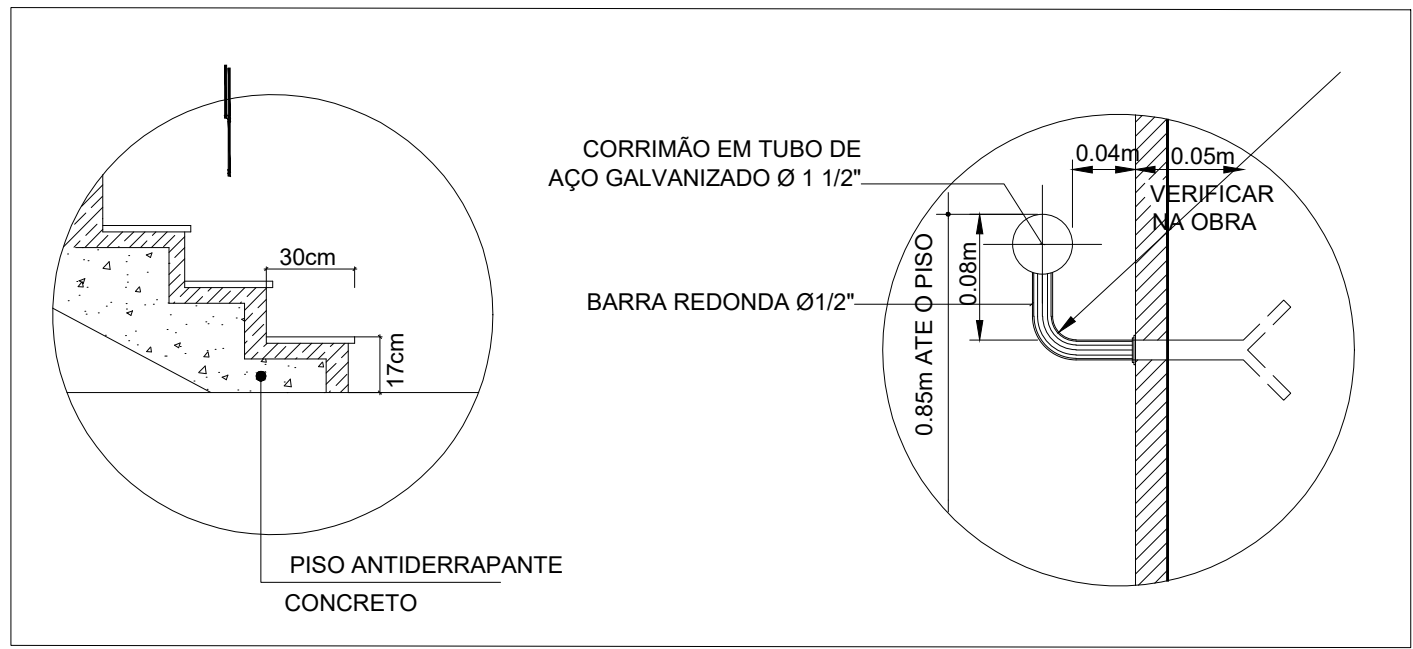 30cm
17cm
PISO ANTIDERRAPANTE
CONCRETO
CORRIMÃO EM TUBO DE
AÇO GALVANIZADO Ø 1 1/2"
BARRA REDONDA Ø1/2"
0.85m ATE O PISO
0.08m
0.04m
0.05m
VERIFICAR
NA OBRA